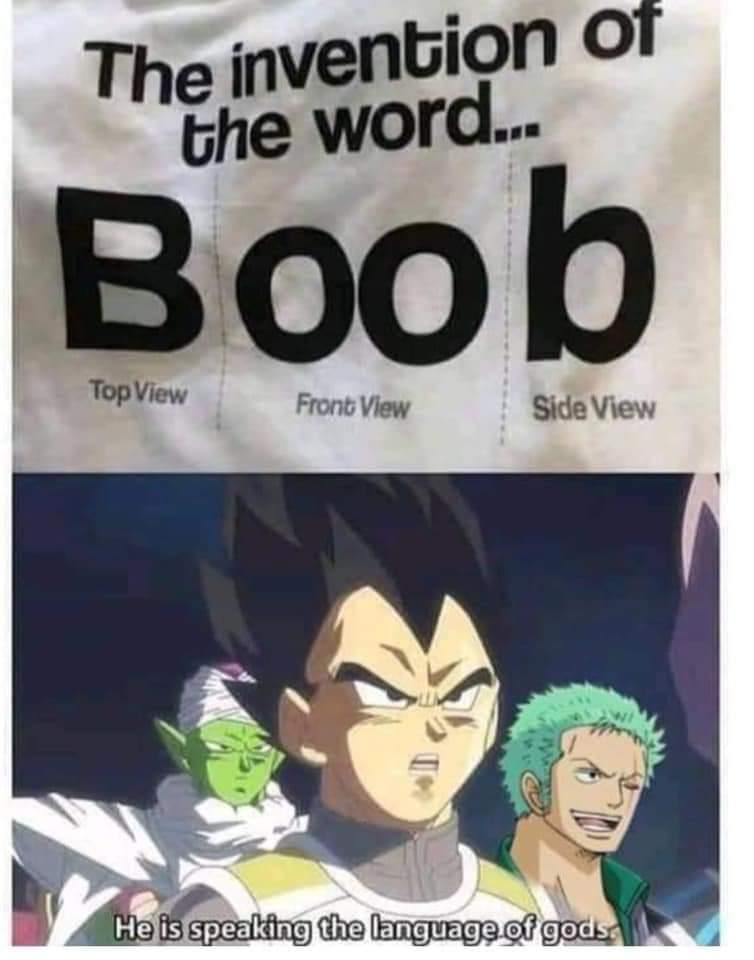 The invention of
the word...
Boob
Top View
Front View
Side View
He is speaking the language of gods.